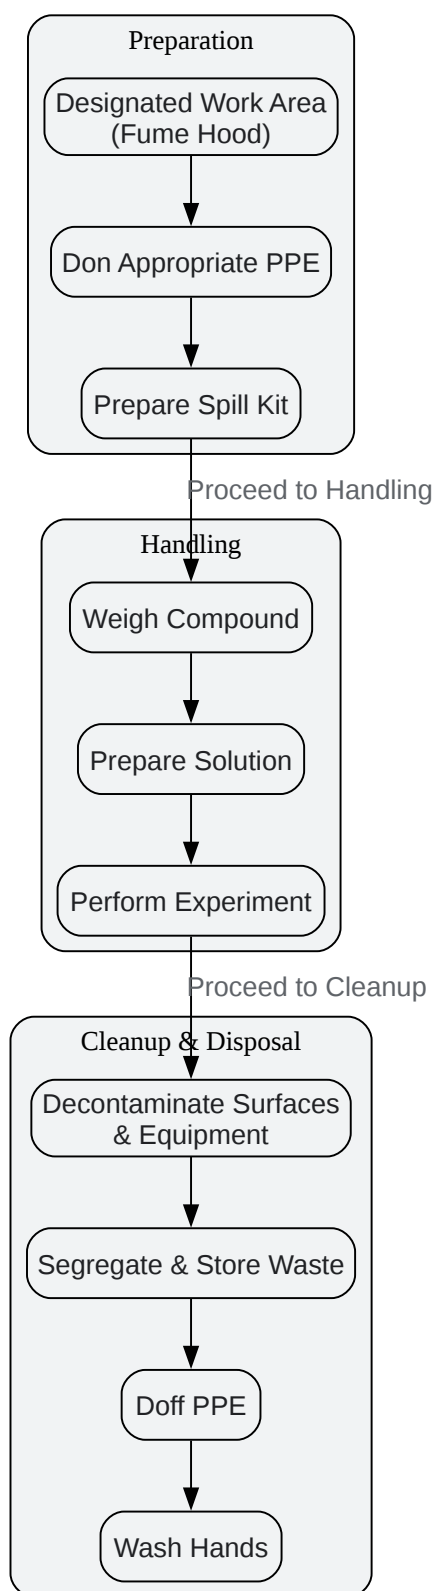 Preparation
Designated Work Area
(Fume Hood)
Don Appropriate PPE
Prepare Spill Kit
Proceed to Handling
Handling
Weigh Compound
Prepare Solution
Perform Experiment
Proceed to Cleanup
Cleanup & Disposal
Decontaminate Surfaces
& Equipment
Segregate & Store Waste
Doff PPE
Wash Hands